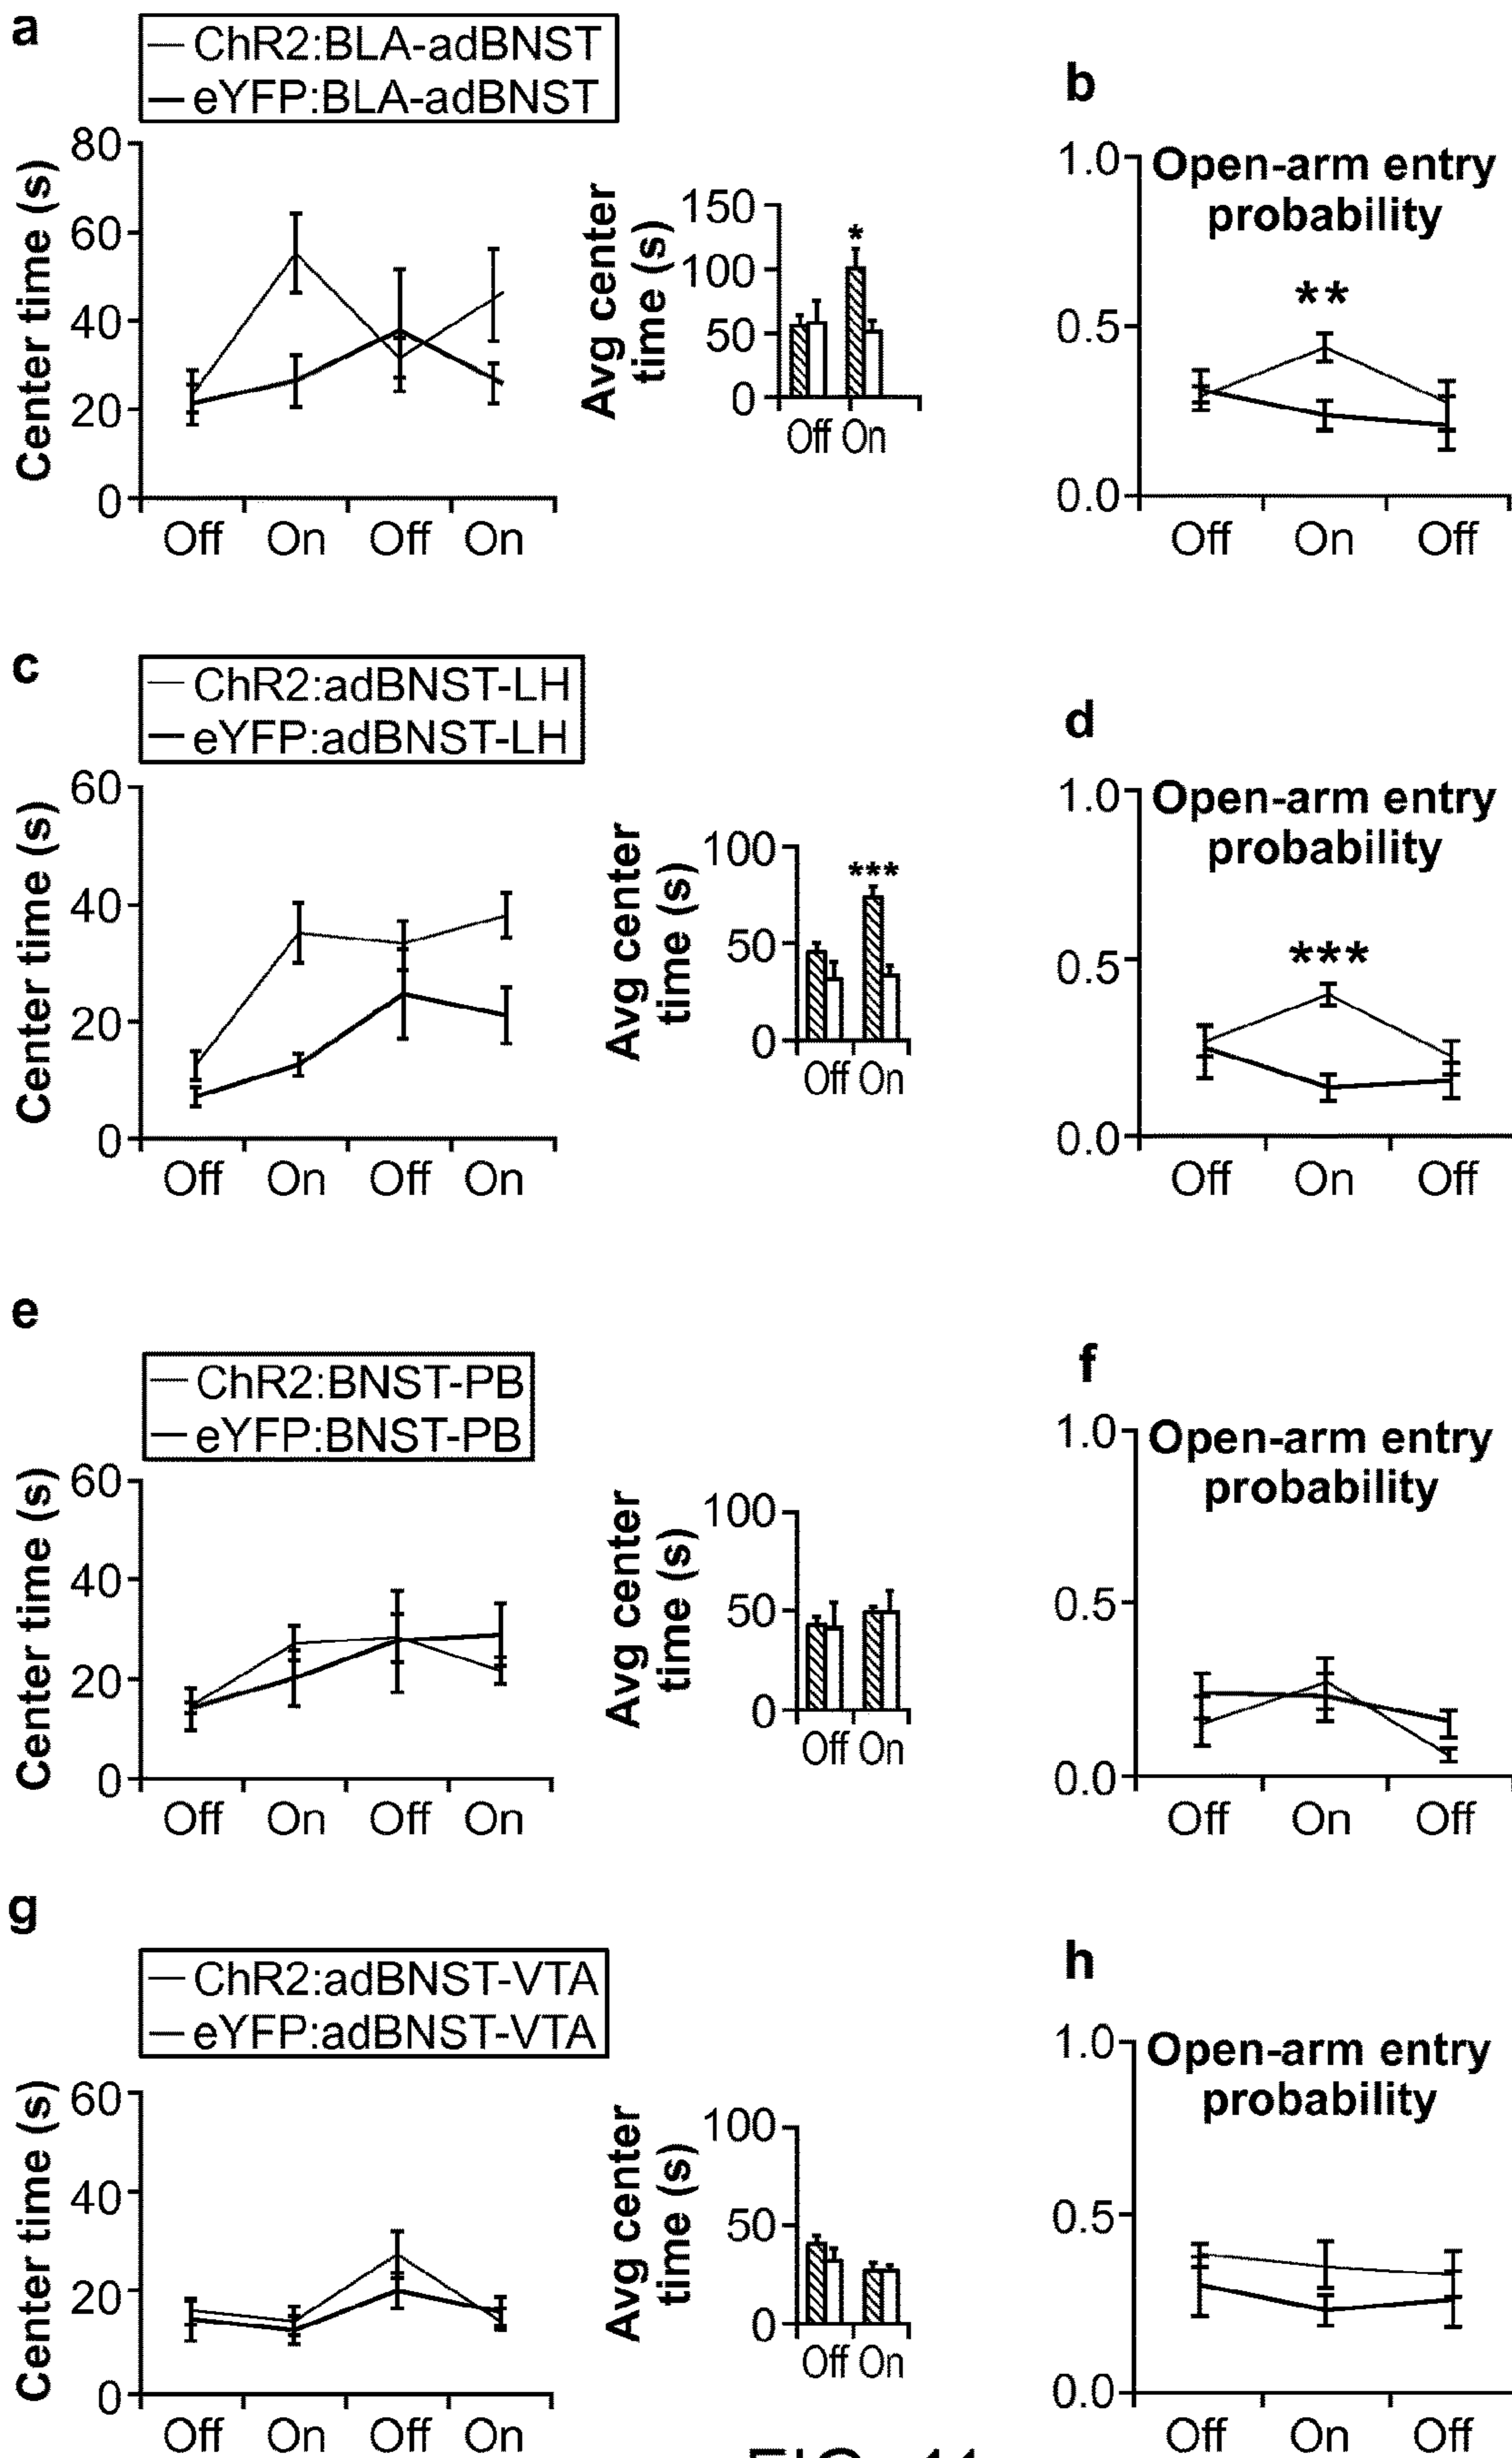 a
ChR2:BLA-adBNST
eYFP:BLA-adBNST
Center time (s)
80
60
40
20
0
Off On Off On
Avg center
time (s)
150
100
50
0
*
Off On
b
Open-arm entry
probability
1.0
0.5
0.0
**
Off On Off
c
ChR2:adBNST-LH
eYFP:adBNST-LH
Center time (s)
60
40
20
0
Off On Off On
Avg center
time (s)
100
50
0
***
Off On
d
Open-arm entry
probability
1.0
0.5
0.0
***
Off On Off
e
ChR2:BNST-PB
eYFP:BNST-PB
Center time (s)
60
40
20
0
Off On Off On
Avg center
time (s)
100
50
0
Off On
f
Open-arm entry
probability
1.0
0.5
0.0
Off On Off
g
ChR2:adBNST-VTA
eYFP:adBNST-VTA
Center time (s)
60
40
20
0
Off On Off On
Avg center
time (s)
100
50
0
Off On
h
Open-arm entry
probability
1.0
0.5
0.0
Off On Off